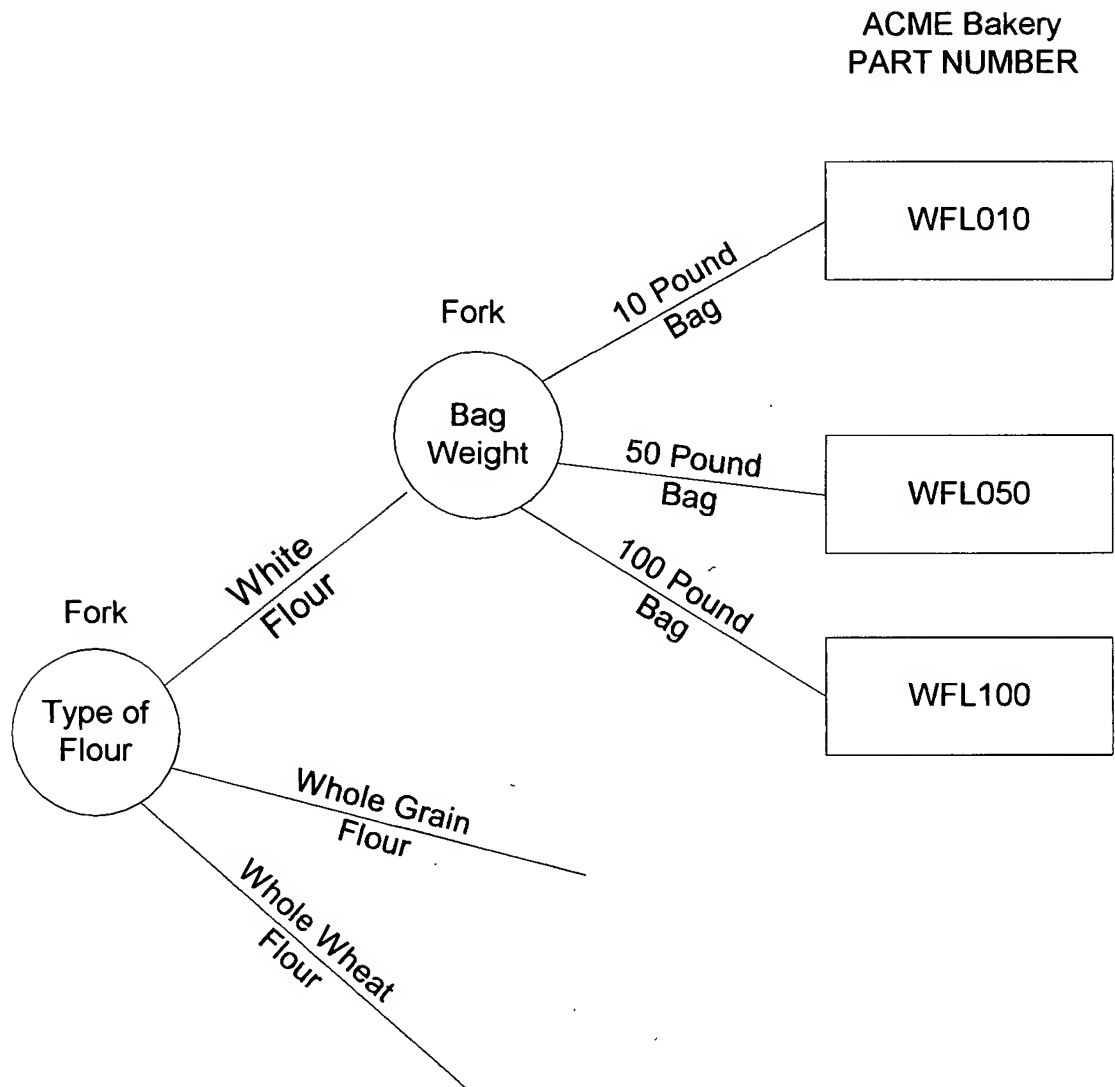 ACME Bakery
PART NUMBER
WFL010
10 Pound
Bag
Fork
Bag
Weight
50 Pound
Bag
WFL050
100 Pound
Bag
WFL100
White
Flour
Fork
Type of
Flour
Whole Grain
Flour
Whole Wheat
Flour